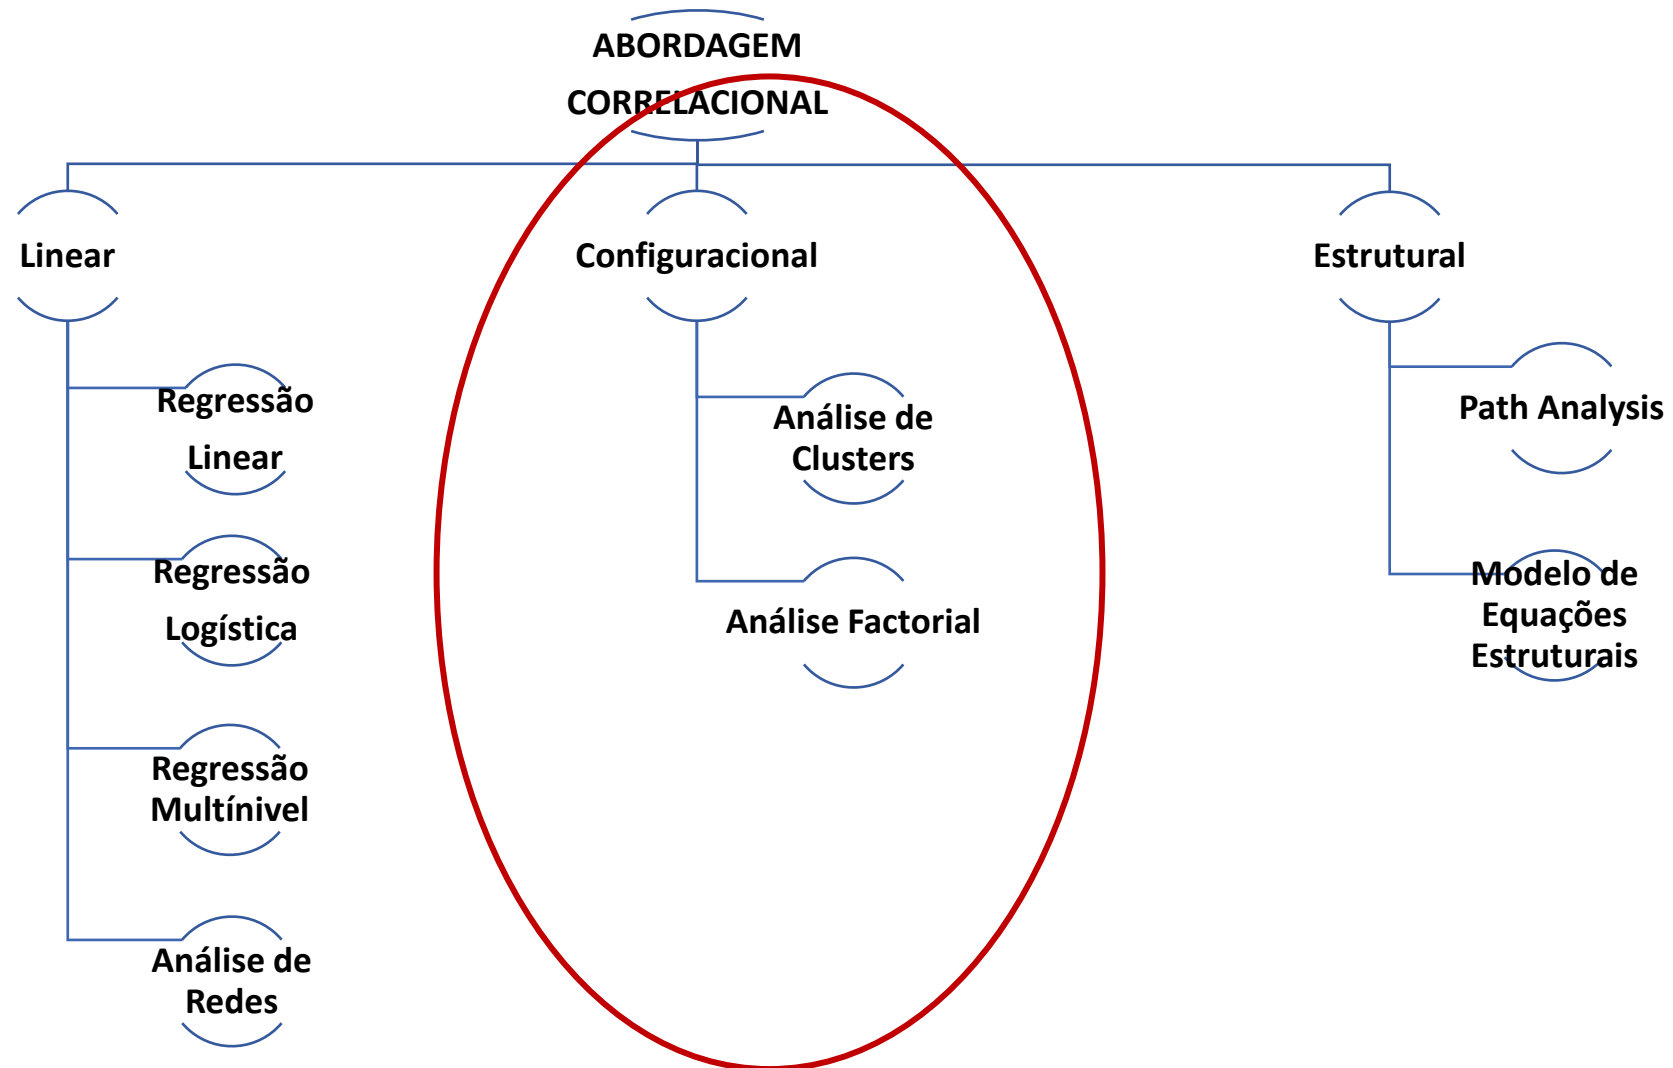 ABORDAGEM
CORRELACIONAL
Linear
Regressão
Linear
Regressão
Logística
Regressão
Multínivel
Análise de
Redes
Configuracional
Análise de
Clusters
Análise Factorial
Estrutural
Path Analysis
Modelo de
Equações
Estruturais